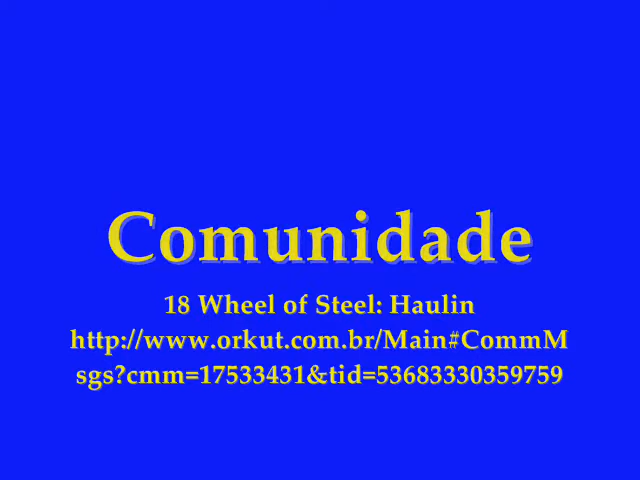 Comunidade
18 Wheel of Steel: Haulin
http://www.orkut.com.br/Main#CommM
sgs?cmm=17533431&tid=53683330359759